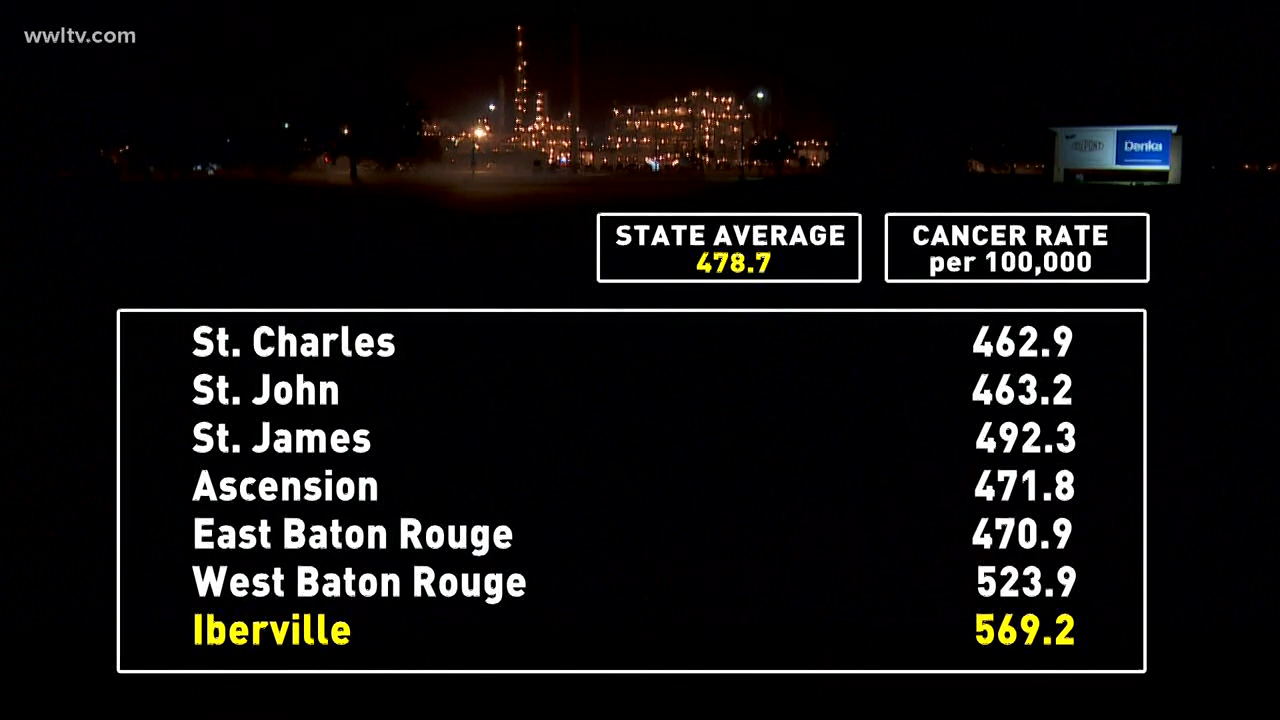 wwltv.com
Denka
STATE AVERAGE
478.7
CANCER RATE
per 100,000
St. Charles 462.9
St. John 463.2
St. James 492.3
Ascension 471.8
East Baton Rouge 470.9
West Baton Rouge 523.9
Iberville 569.2